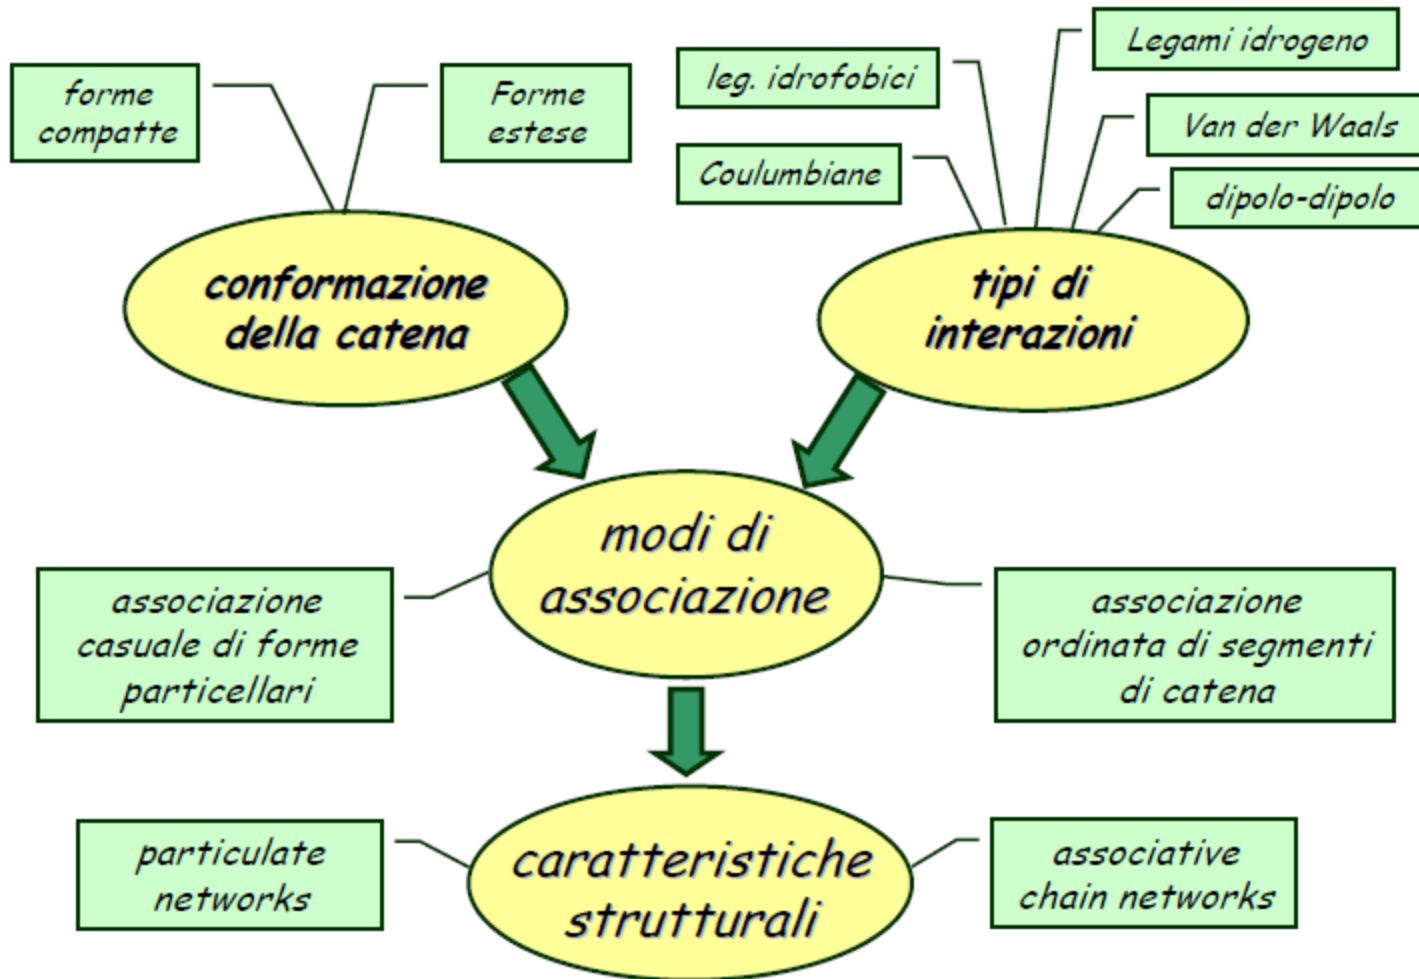 forme
compatte
Forme
estese
leg. idrofobici
Legami idrogeno
Coulumbiane
Van der Waals
dipolo-dipolo
conformazione
della catena
tipi di
interazioni
modi di
associazione
associazione
casuale di forme
particellari
associazione
ordinata di segmenti
di catena
particulate
networks
caratteristiche
strutturali
associative
chain networks